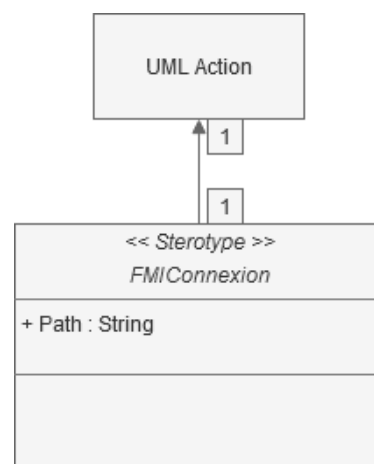 UML Action
1
1
<< Sterotype >>
FMIConnexion
+ Path : String